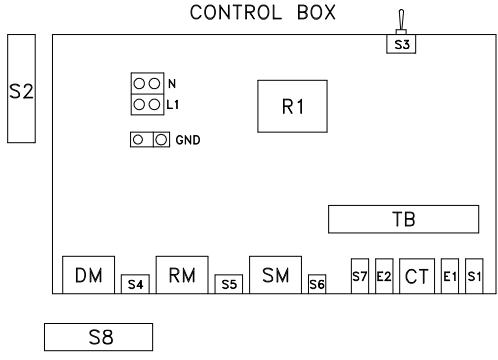 CONTROL BOX
S3
S2
N
L1
R1
GND
TB
DM
S4
RM
S5
SM
S6
S7
E2
CT
E1
S1
S8